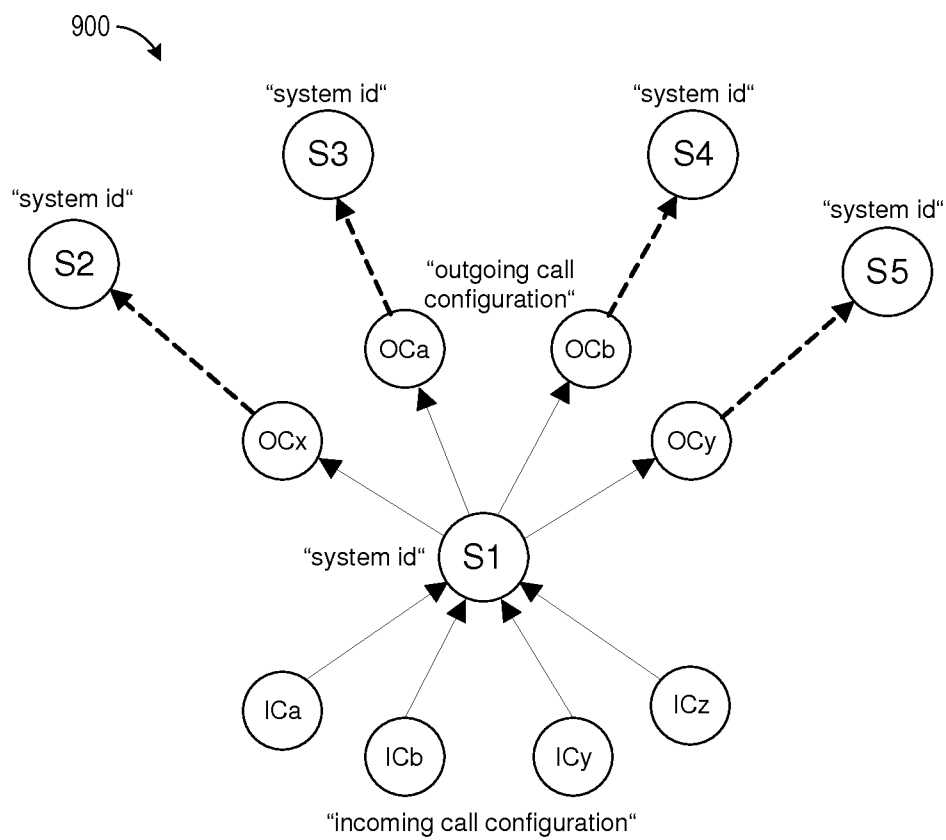 900
“system id“
“system id“
S3
S4
“system id“
“system id“
S2
S5
“outgoing call
configuration“
OCa
OCb
OCx
OCy
“system id“
S1
ICa
ICb
ICy
ICz
“incoming call configuration“